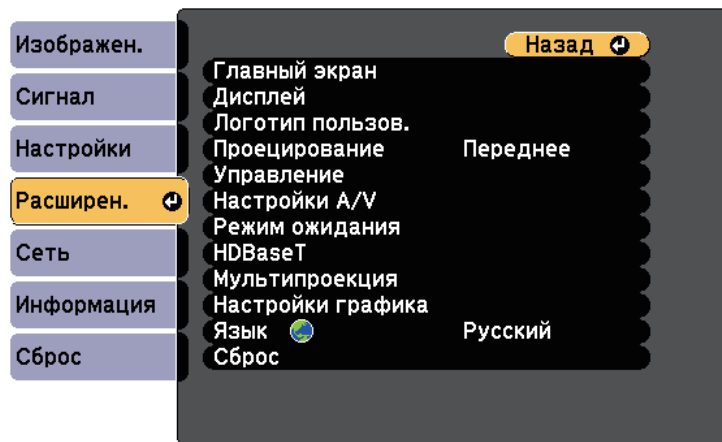 Изображен.
Сигнал
Настройки
Расширен.
Сеть
Информация
Сброс
Назад
Главный экран
Дисплей
Логотип пользов.
Проецирование Переднее
Управление
Настройки A/V
Режим ожидания
HDBaseT
Мультипроекция
Настройки графика
Язык Русский
Сброс